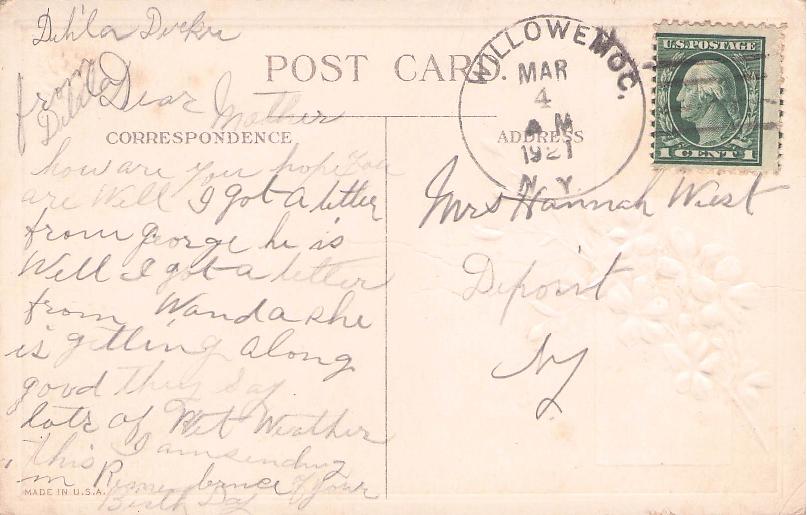 Dehla Decker
POST CARD
WILLOWEMOC.
MAR
4
AM
1921
N.Y.
U.S. POSTAGE
1 CENT 1
from
Delila
Dear Mother
CORRESPONDENCE
ADDRESS
how are you hope you
are Well I got a letter
from george he is
Well I got a letter
from Wanda she
is getting along
good they say
lots of Wet Weather
this I am sending
in Remembernce of your
Birth Day
MADE IN U.S.A.
Mrs Hannah Wiest
Deposit
NY